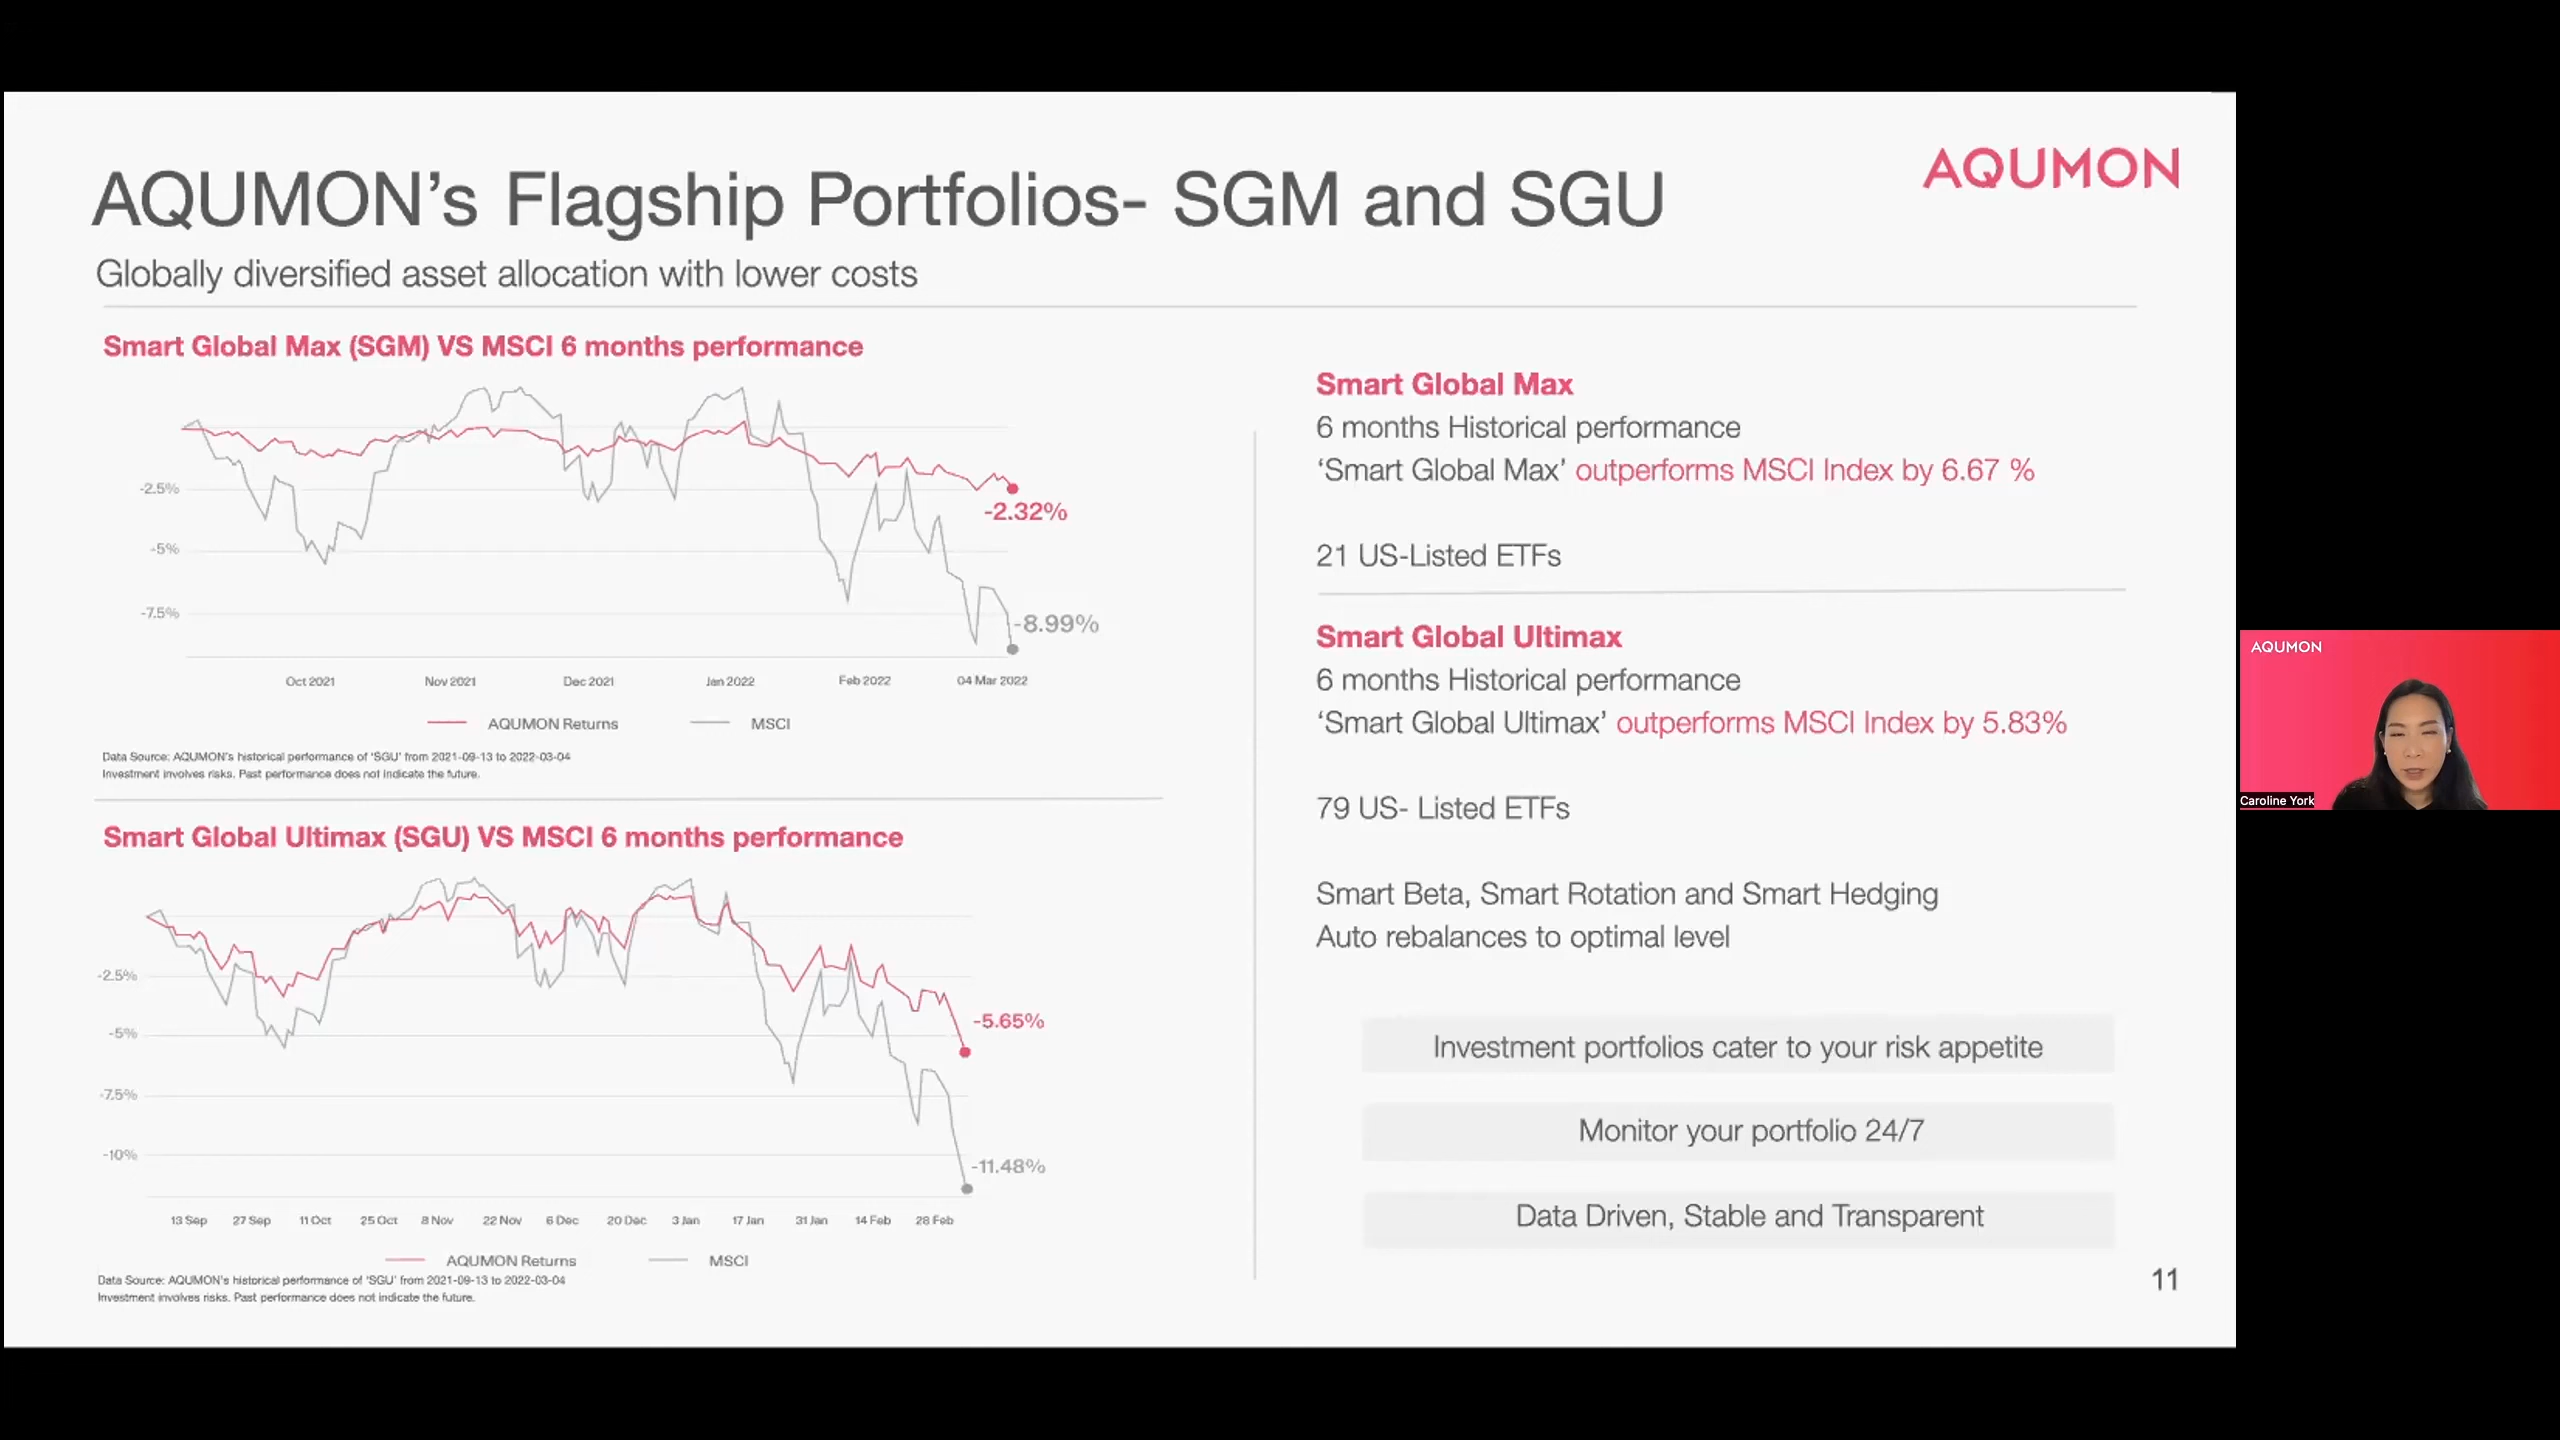 AQUMON's Flagship Portfolios- SGM and SGU
AQUMON
Globally diversified asset allocation with lower costs
Smart Global Max (SGM) VS MSCI 6 months performance
-2.5%
-5%
-7.5%
-2.32%
-8.99%
Oct 2021 Nov 2021 Dec 2021 Jan 2022 Feb 2022 04 Mar 2022
AQUMON Returns MSCI
Data Source: AQUMON's historical performance of 'SGU' from 2021-09-13 to 2022-03-04
Investment involves risks. Past performance does not indicate the future.
Smart Global Ultimax (SGU) VS MSCI 6 months performance
-2.5%
-5%
-7.5%
-10%
-5.65%
-11.48%
13 Sep 27 Sep 11 Oct 25 Oct 8 Nov 22 Nov 6 Dec 20 Dec 3 Jan 17 Jan 31 Jan 14 Feb 28 Feb
AQUMON Returns MSCI
Data Source: AQUMON's historical performance of 'SGU' from 2021-09-13 to 2022-03-04
Investment involves risks. Past performance does not indicate the future.
Smart Global Max
6 months Historical performance
‘Smart Global Max’ outperforms MSCI Index by 6.67 %
21 US-Listed ETFs
Smart Global Ultimax
6 months Historical performance
‘Smart Global Ultimax’ outperforms MSCI Index by 5.83%
79 US- Listed ETFs
Smart Beta, Smart Rotation and Smart Hedging
Auto rebalances to optimal level
Investment portfolios cater to your risk appetite
Monitor your portfolio 24/7
Data Driven, Stable and Transparent
11
AQUMON
Caroline York